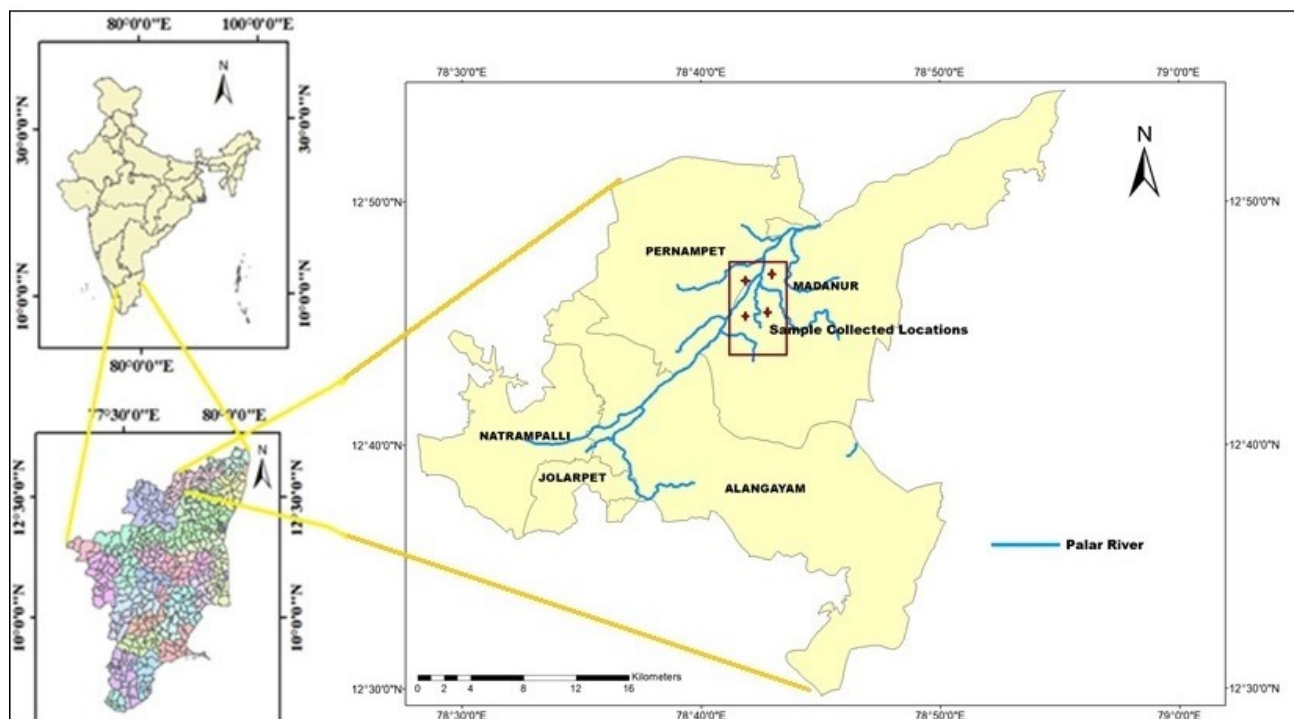 80°0'0"E 100°0'0"E
N
30°0'0"N 30°0'0"N
10°0'0"N 10°0'0"N
80°0'0"E
77°30'0"E 80°0'0"E
N
12°30'0"N 12°30'0"N
10°0'0"N 10°0'0"N
78°30'0"E 78°40'0"E 78°50'0"E 79°0'0"E
N
12°50'0"N 12°50'0"N
PERNAMPET
MADANUR
Sample Collected Locations
NATRAMPALLI
12°40'0"N 12°40'0"N
JOLARPET
ALANGAYAM
Palar River
0 2 4 8 12 16 Kilometers
12°30'0"N 12°30'0"N
78°30'0"E 78°40'0"E 78°50'0"E 79°0'0"E